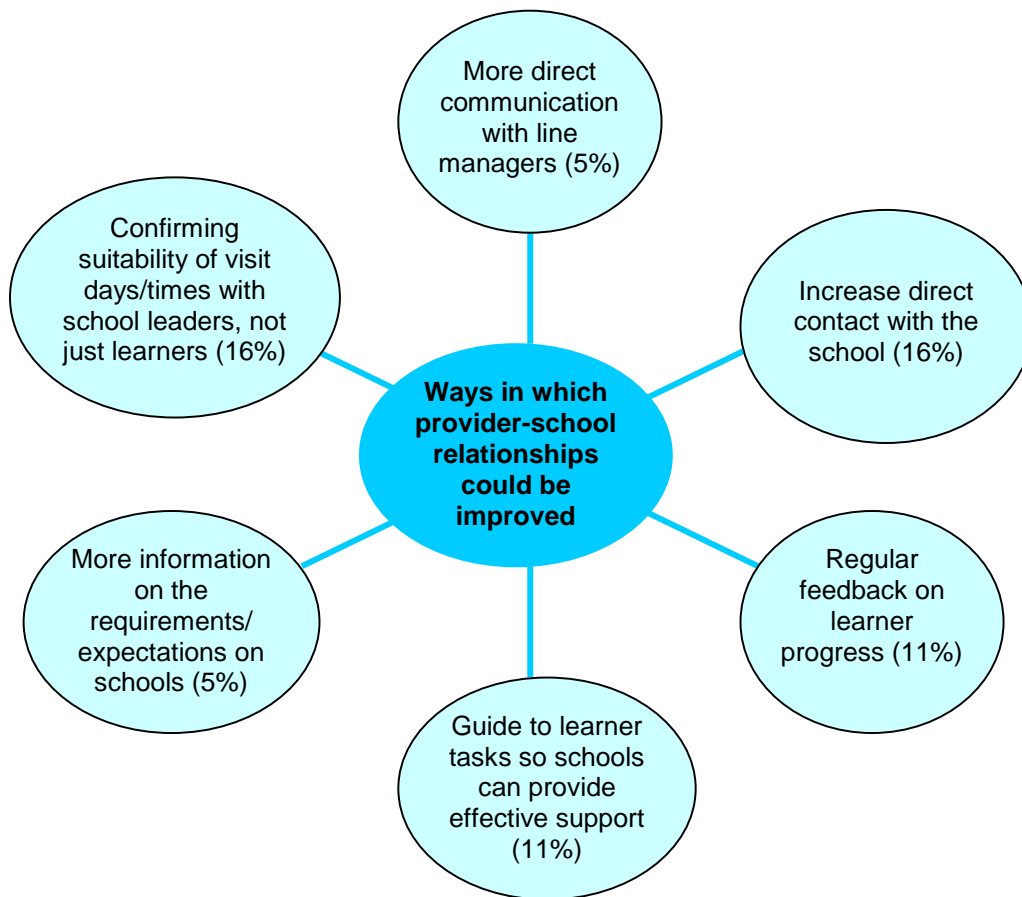 More direct
communication
with line
managers (5%)
Confirming
suitability of visit
days/times with
school leaders, not
just learners (16%)
Increase direct
contact with the
school (16%)
Ways in which
provider-school
relationships
could be
improved
More information
on the
requirements/
expectations on
schools (5%)
Regular
feedback on
learner
progress (11%)
Guide to learner
tasks so schools
can provide
effective support
(11%)